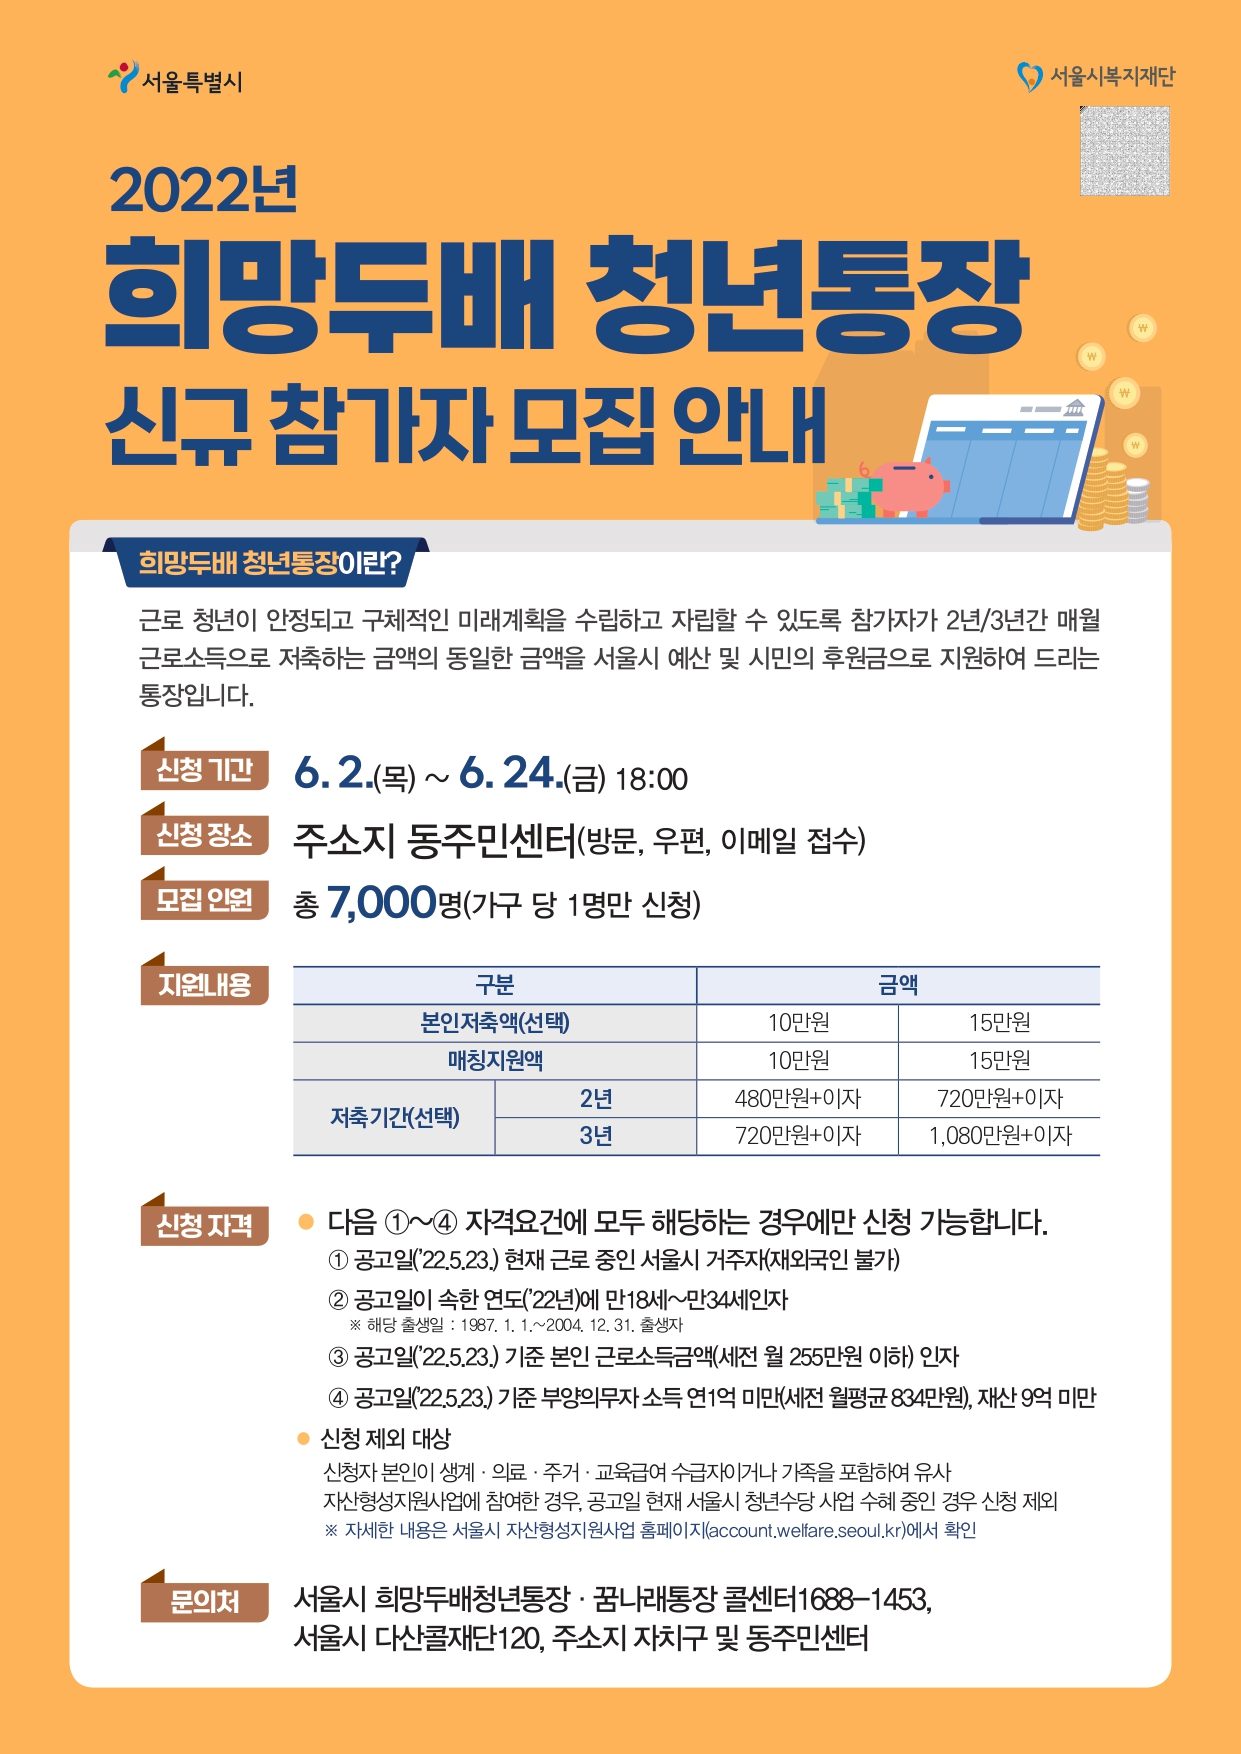 서울특별시
서울시복지재단
2022년
희망두배 청년통장
신규 참가자 모집 안내
희망두배 청년통장이란?
근로 청년이 안정되고 구체적인 미래계획을 수립하고 자립할 수 있도록 참가자가 2년/3년간 매월
근로소득으로 저축하는 금액의 동일한 금액을 서울시 예산 및 시민의 후원금으로 지원하여 드리는
통장입니다.
신청 기간
6. 2.(목) ~ 6. 24.(금) 18:00
신청 장소
주소지 동주민센터(방문, 우편, 이메일 접수)
모집 인원
총 7,000명(가구 당 1명만 신청)
지원내용
구분 금액
본인저축액(선택) 10만원 15만원
매칭지원액 10만원 15만원
저축기간(선택) 2년 480만원+이자 720만원+이자
3년 720만원+이자 1,080만원+이자
신청 자격
● 다음 ①~④ 자격요건에 모두 해당하는 경우에만 신청 가능합니다.
① 공고일('22.5.23.) 현재 근로 중인 서울시 거주자(재외국인 불가)
② 공고일이 속한 연도('22년)에 만18세~만34세인자
※ 해당 출생일 : 1987. 1. 1.~2004. 12. 31. 출생자
③ 공고일('22.5.23.) 기준 본인 근로소득금액(세전 월 255만원 이하) 인자
④ 공고일('22.5.23.) 기준 부양의무자 소득 연1억 미만(세전 월평균 834만원), 재산 9억 미만
● 신청 제외 대상
신청자 본인이 생계 · 의료 · 주거 · 교육급여 수급자이거나 가족을 포함하여 유사
자산형성지원사업에 참여한 경우, 공고일 현재 서울시 청년수당 사업 수혜 중인 경우 신청 제외
※ 자세한 내용은 서울시 자산형성지원사업 홈페이지(account.welfare.seoul.kr)에서 확인
문의처
서울시 희망두배청년통장 · 꿈나래통장 콜센터1688-1453,
서울시 다산콜재단120, 주소지 자치구 및 동주민센터